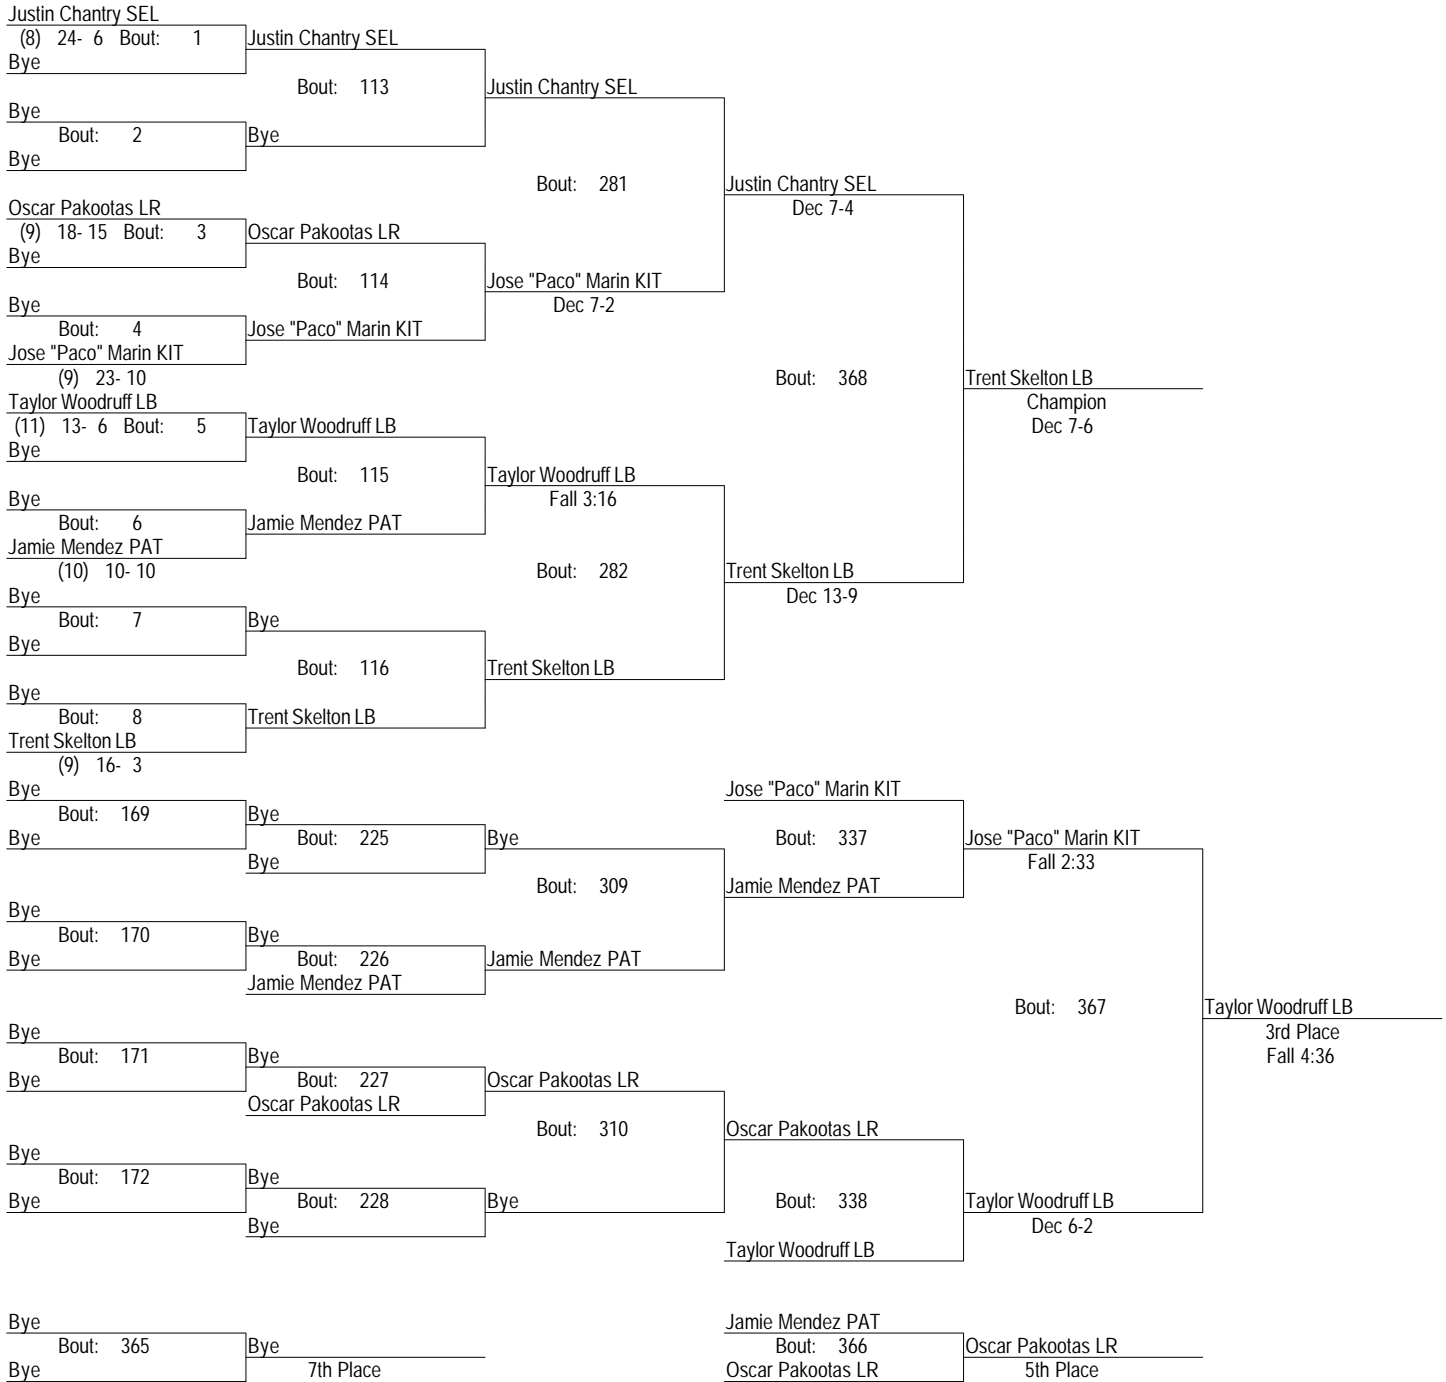 Justin Chantry SEL
(8) 24- 6 Bout: 1 Justin Chantry SEL
Bye
Bout: 113 Justin Chantry SEL
Bye
Bout: 2 Bye
Bye
Bout: 281 Justin Chantry SEL
Oscar Pakootas LR Dec 7-4
(9) 18- 15 Bout: 3 Oscar Pakootas LR
Bye
Bout: 114 Jose "Paco" Marin KIT
Bye Dec 7-2
Bout: 4 Jose "Paco" Marin KIT
Jose "Paco" Marin KIT
(9) 23- 10 Bout: 368 Trent Skelton LB
Taylor Woodruff LB Champion
(11) 13- 6 Bout: 5 Taylor Woodruff LB Dec 7-6
Bye
Bout: 115 Taylor Woodruff LB
Bye Fall 3:16
Bout: 6 Jamie Mendez PAT
Jamie Mendez PAT
(10) 10- 10 Bout: 282 Trent Skelton LB
Bye Dec 13-9
Bout: 7 Bye
Bye
Bout: 116 Trent Skelton LB
Bye
Bout: 8 Trent Skelton LB
Trent Skelton LB
(9) 16- 3
Bye Jose "Paco" Marin KIT
Bout: 169 Bye
Bye Bout: 225 Bye Bout: 337 Jose "Paco" Marin KIT
Bye Fall 2:33
Bout: 309 Jamie Mendez PAT
Bye
Bout: 170 Bye
Bye Bout: 226 Jamie Mendez PAT
Jamie Mendez PAT
Bout: 367 Taylor Woodruff LB
Bye 3rd Place
Bout: 171 Bye Fall 4:36
Bye Bout: 227 Oscar Pakootas LR
Oscar Pakootas LR
Bout: 310 Oscar Pakootas LR
Bye
Bout: 172 Bye
Bye Bout: 228 Bye Bout: 338 Taylor Woodruff LB
Bye Dec 6-2
Taylor Woodruff LB
Bye Jamie Mendez PAT
Bout: 365 Bye Bout: 366 Oscar Pakootas LR
Bye 7th Place Oscar Pakootas LR 5th Place